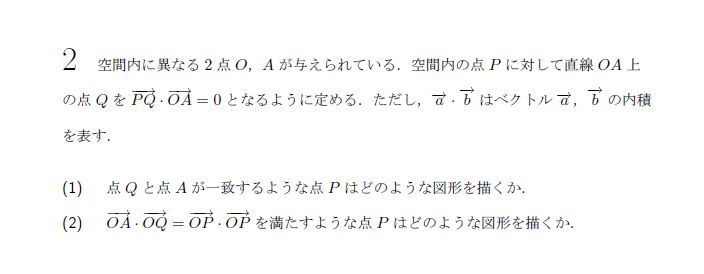 2 空間内に異なる 2 点 O, A が与えられている. 空間内の点 P に対して直線 OA 上
の点 Q を $\overrightarrow{PQ} \cdot \overrightarrow{OA} = 0$ となるように定める. ただし, $\overrightarrow{a} \cdot \overrightarrow{b}$ はベクトル $\overrightarrow{a}$, $\overrightarrow{b}$ の内積
を表す.
(1) 点 Q と点 A が一致するような点 P はどのような図形を描くか.
(2) $\overrightarrow{OA} \cdot \overrightarrow{OQ} = \overrightarrow{OP} \cdot \overrightarrow{OP}$ を満たすような点 P はどのような図形を描くか.